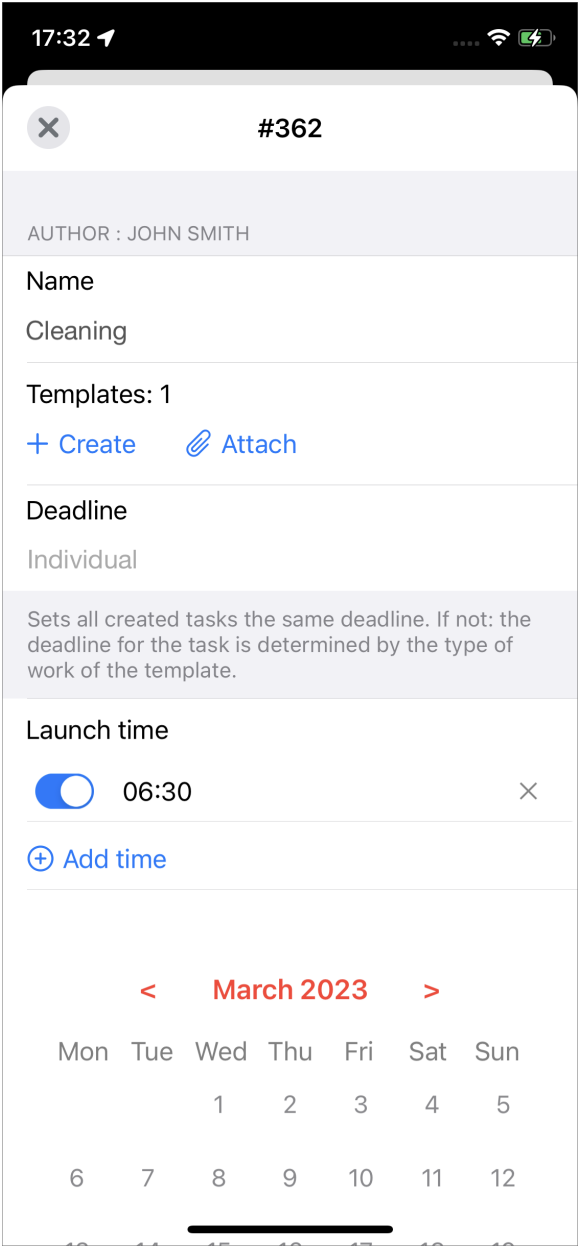 17:32
#362
AUTHOR : JOHN SMITH
Name
Cleaning
Templates: 1
+ Create Attach
Deadline
Individual
Sets all created tasks the same deadline. If not: the
deadline for the task is determined by the type of
work of the template.
Launch time
06:30
Add time
< March 2023 >
Mon Tue Wed Thu Fri Sat Sun
1 2 3 4 5
6 7 8 9 10 11 12